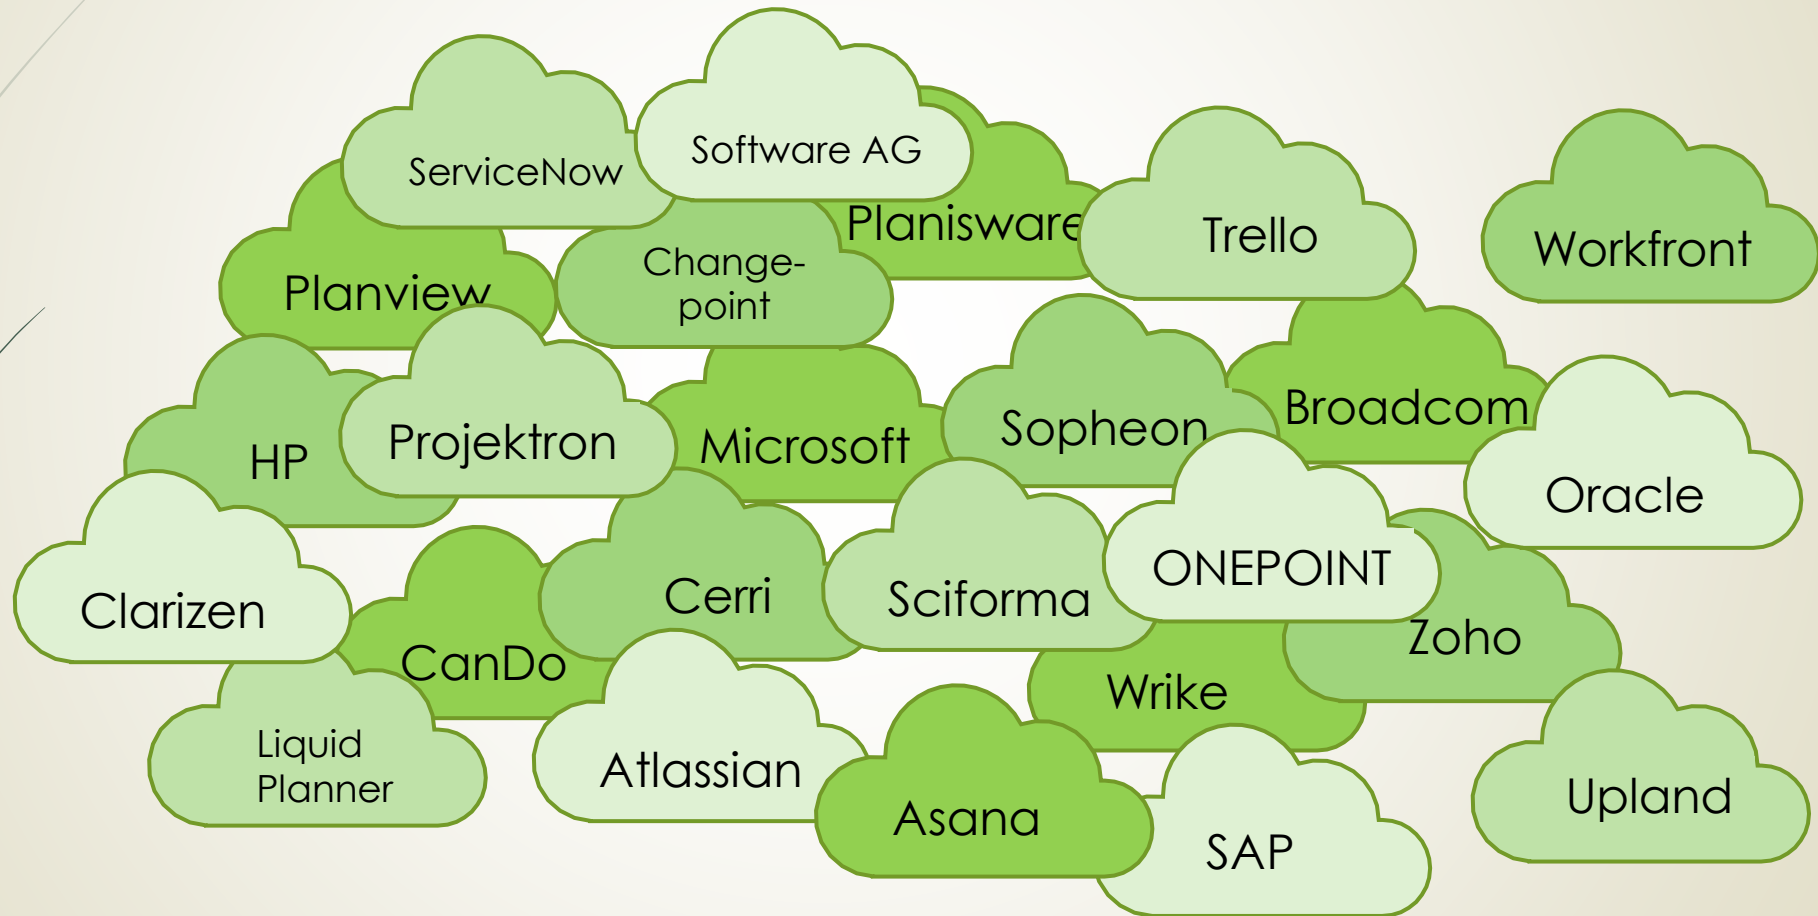 Software AG
ServiceNow
Planisware
Trello
Workfront
Change-
point
Planview
Broadcom
Sopheon
Projektron
Microsoft
HP
Oracle
ONEPOINT
Cerri
Sciforma
Clarizen
Zoho
CanDo
Wrike
Liquid
Planner
Atlassian
Upland
Asana
SAP